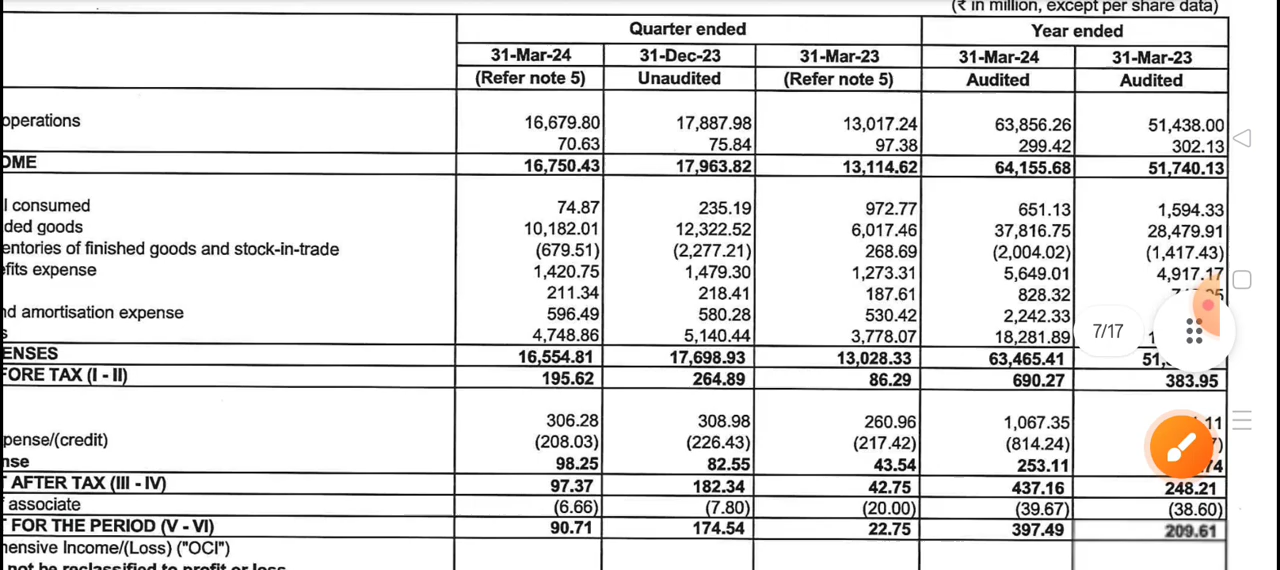 (₹ in million, except per share data)
Quarter ended Year ended
31-Mar-24 31-Dec-23 31-Mar-23 31-Mar-24 31-Mar-23
(Refer note 5) Unaudited (Refer note 5) Audited Audited
operations 16,679.80 17,887.98 13,017.24 63,856.26 51,438.00
70.63 75.84 97.38 299.42 302.13
OME 16,750.43 17,963.82 13,114.62 64,155.68 51,740.13
l consumed 74.87 235.19 972.77 651.13 1,594.33
ded goods 10,182.01 12,322.52 6,017.46 37,816.75 28,479.91
entories of finished goods and stock-in-trade (679.51) (2,277.21) 268.69 (2,004.02) (1,417.43)
efits expense 1,420.75 1,479.30 1,273.31 5,649.01 4,917.17
211.34 218.41 187.61 828.32
nd amortisation expense 596.49 580.28 530.42 2,242.33
s 4,748.86 5,140.44 3,778.07 18,281.89 7/17
ENSES 16,554.81 17,698.93 13,028.33 63,465.41 51,
FORE TAX (I - II) 195.62 264.89 86.29 690.27 383.95
306.28 308.98 260.96 1,067.35 .11
pense/(credit) (208.03) (226.43) (217.42) (814.24)
nse 98.25 82.55 43.54 253.11 .74
T AFTER TAX (III - IV) 97.37 182.34 42.75 437.16 248.21
f associate (6.66) (7.80) (20.00) (39.67) (38.60)
T FOR THE PERIOD (V - VI) 90.71 174.54 22.75 397.49 209.61
hensive Income/(Loss) ("OCI")
not be reclassified to profit or loss